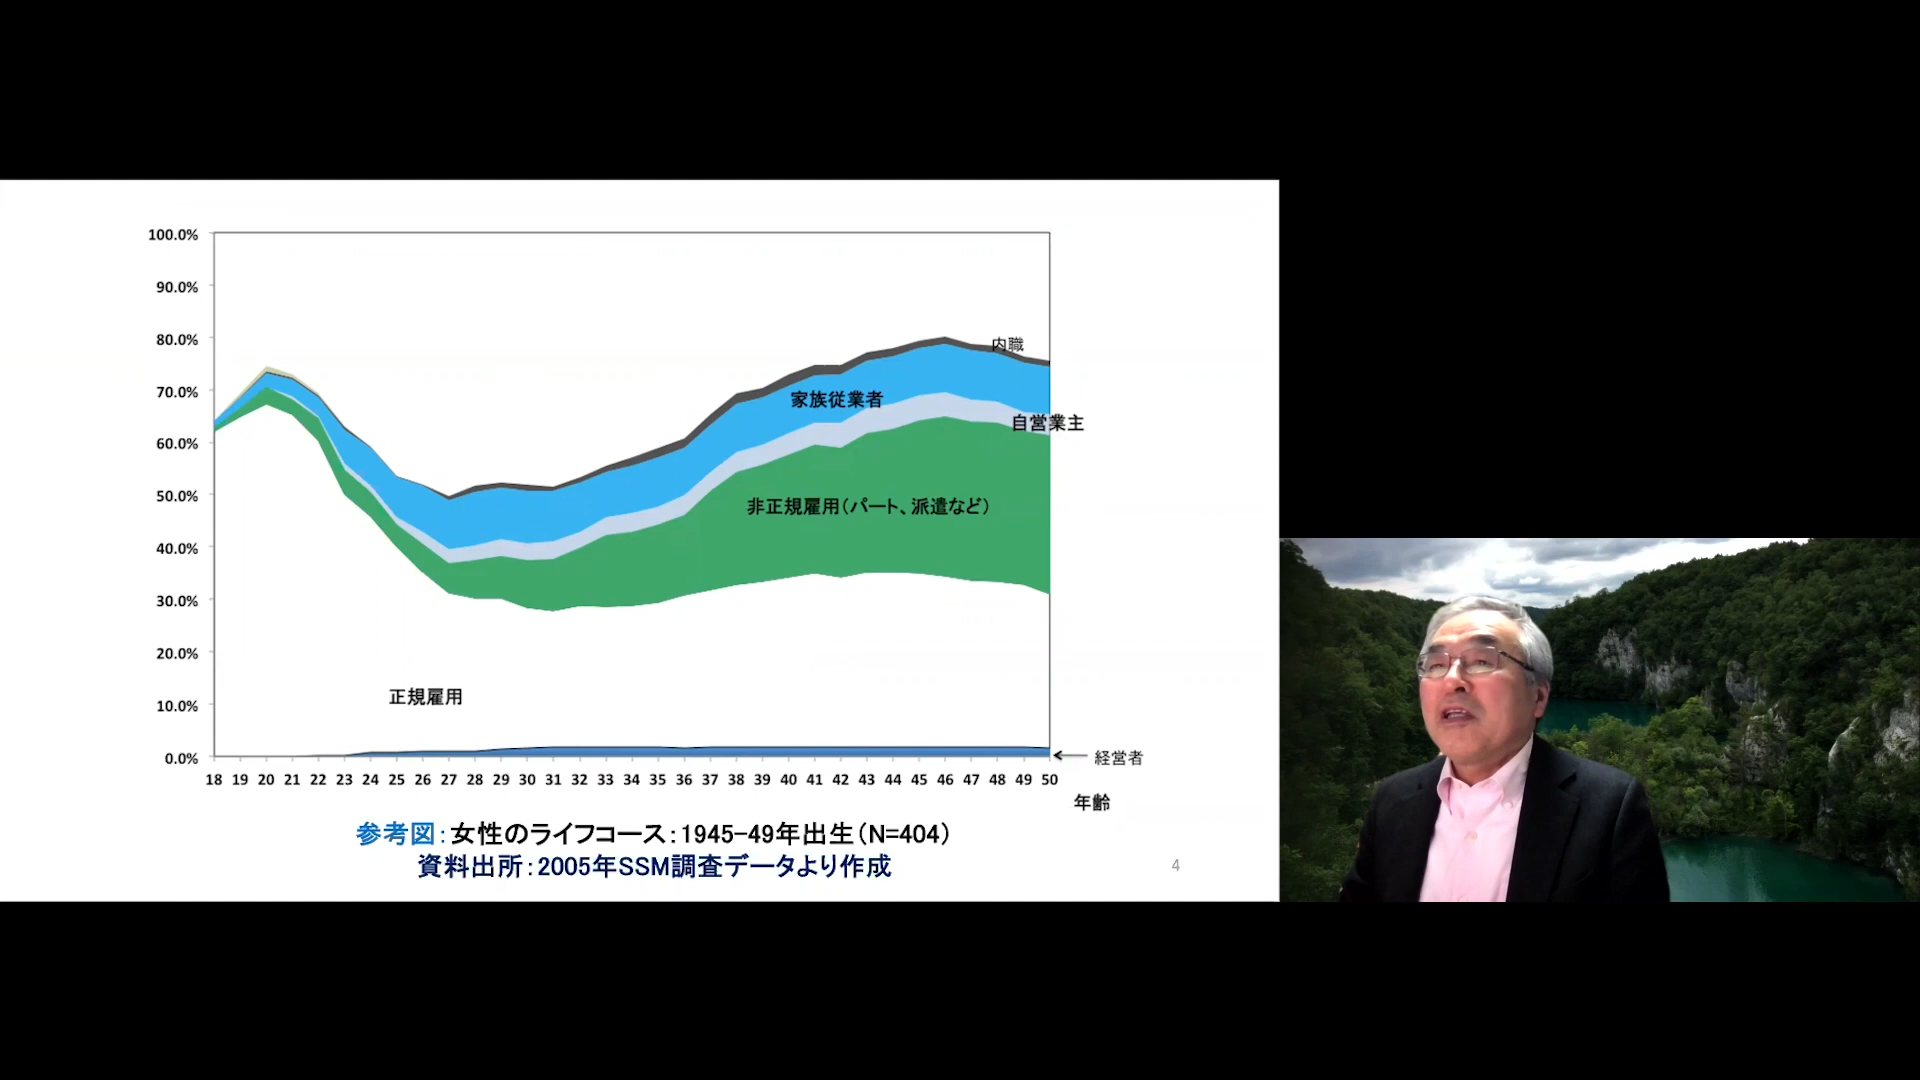 100.0%
90.0%
80.0%
70.0%
60.0%
50.0%
40.0%
30.0%
20.0%
10.0%
0.0%
内職
家族従業者
自営業主
非正規雇用(パート、派遣など)
正規雇用
経営者
18 19 20 21 22 23 24 25 26 27 28 29 30 31 32 33 34 35 36 37 38 39 40 41 42 43 44 45 46 47 48 49 50
年齢
参考図:女性のライフコース:1945-49年出生(N=404)
資料出所:2005年SSM調査データより作成
4